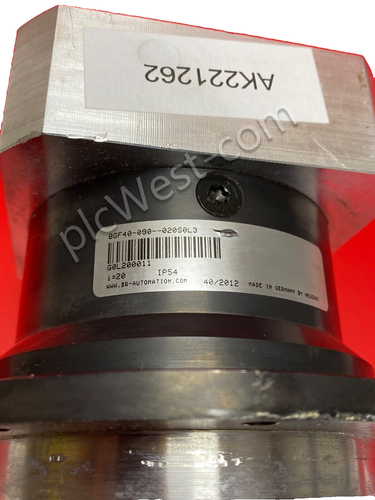 AK221262
plcWest-com
8GF40-090--020S0L3
G0L200011
i=20 IP54
WWW.BR-AUTOMATION.COM 40/2012 MADE IN GERMANY BY NEUGART